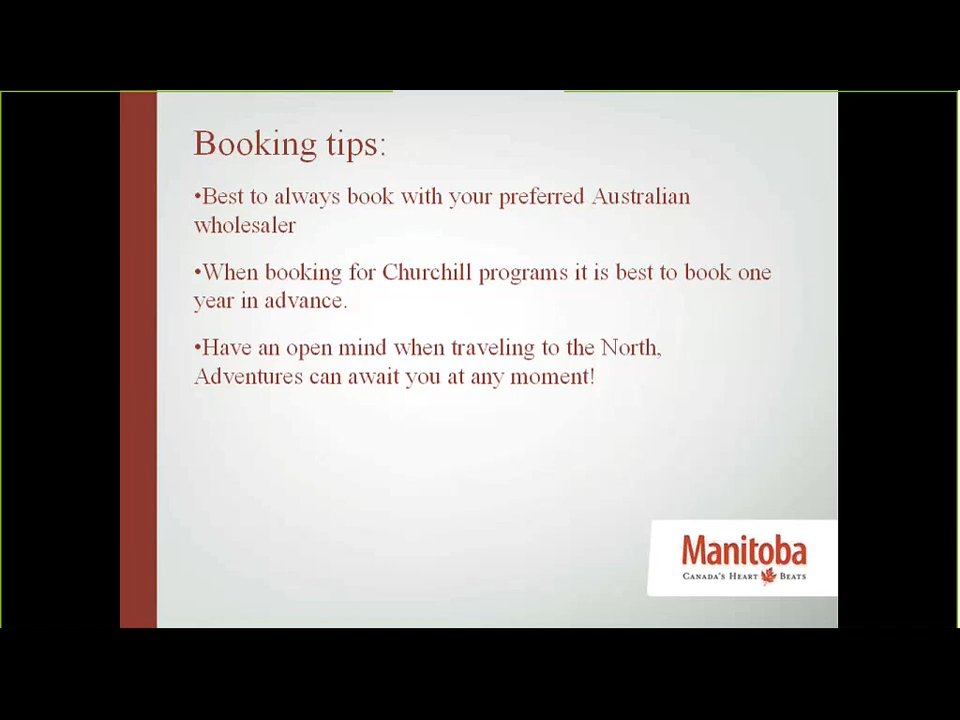 Booking tips:
•Best to always book with your preferred Australian
wholesaler
•When booking for Churchill programs it is best to book one
year in advance.
•Have an open mind when traveling to the North,
Adventures can await you at any moment!
Manitoba
CANADA'S HEART BEATS